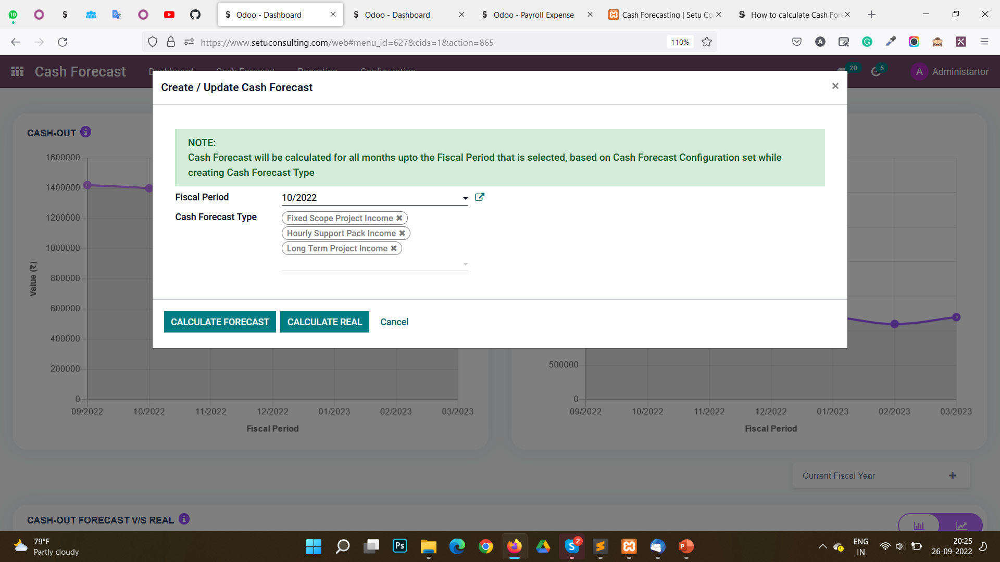 10
Odoo - Dashboard
Odoo - Dashboard
Odoo - Payroll Expense
Cash Forecasting | Setu Co
How to calculate Cash Fore
https://www.setuconsulting.com/web#menu_id=627&cids=1&action=865
110%
A
Cash Forecast
Dashboard
Cash Forecast
Reporting
Configuration
20
5
A
Administartor
Create / Update Cash Forecast
×
NOTE:
Cash Forecast will be calculated for all months upto the Fiscal Period that is selected, based on Cash Forecast Configuration set while
creating Cash Forecast Type
Fiscal Period
10/2022
Cash Forecast Type
Fixed Scope Project Income ✖
Hourly Support Pack Income ✖
Long Term Project Income ✖
CALCULATE FORECAST
CALCULATE REAL
Cancel
CASH-OUT
1600000
1400000
1200000
1000000
800000
600000
400000
200000
0
Value (₹)
09/2022
10/2022
11/2022
12/2022
01/2023
02/2023
03/2023
Fiscal Period
500000
0
09/2022
10/2022
11/2022
12/2022
01/2023
02/2023
03/2023
Fiscal Period
Current Fiscal Year
CASH-OUT FORECAST V/S REAL
79°F
Partly cloudy
Ps
2
ENG
IN
20:25
26-09-2022